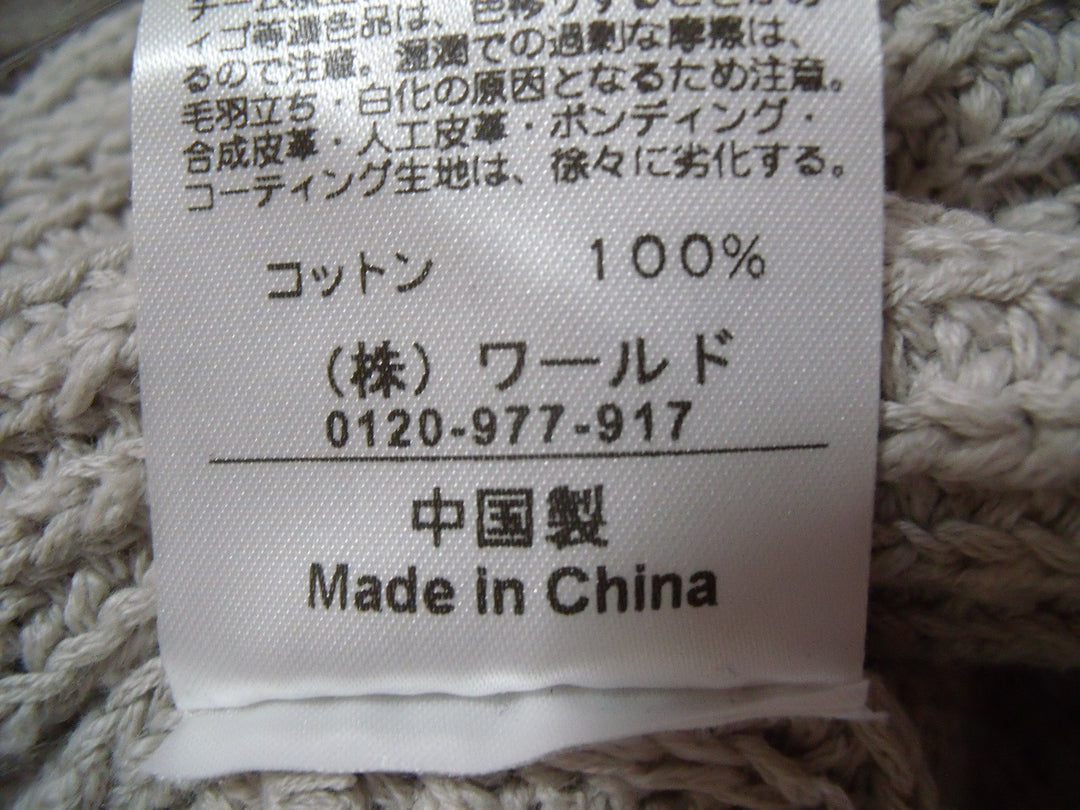 ィゴ等濃色品は、色移りすることがあ
るので注意。湿潤での過剰な摩擦は、
毛羽立ち・白化の原因となるため注意。
合成皮革・人工皮革・ボンディング・
コーティング生地は、徐々に劣化する。
コットン 100%
(株) ワールド
0120-977-917
中国製
Made in China